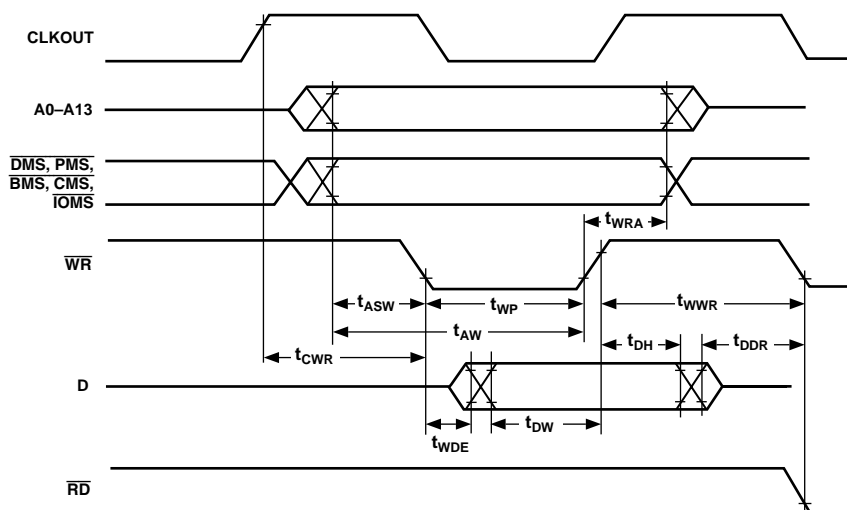 CLKOUT
A0–A13
DMS, PMS,
BMS, CMS,
IOMS
tWRA
WR
tASW
tWP
tWWR
tAW
tCWR
tDH
tDDR
D
tWDE
tDW
RD